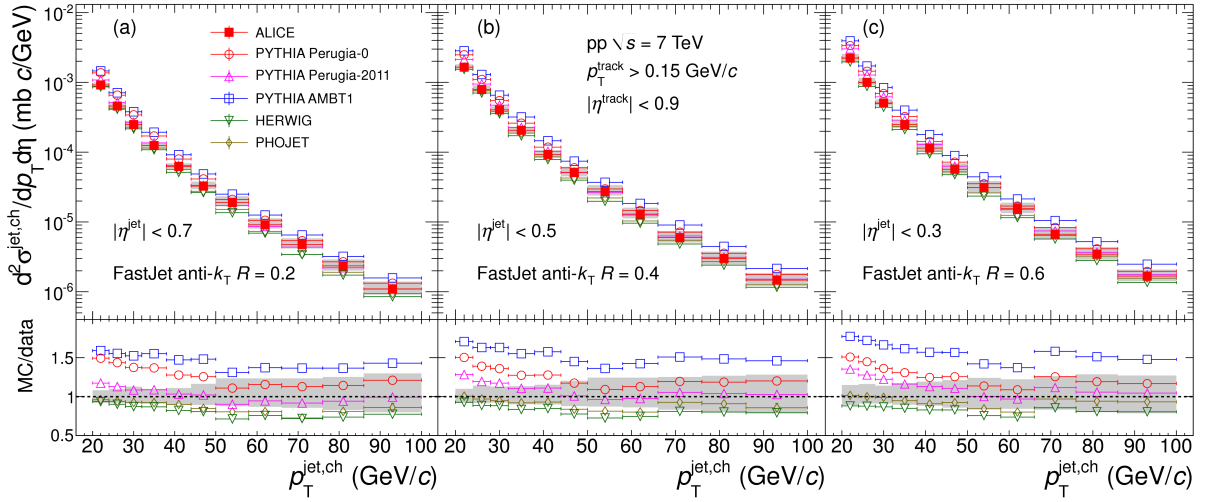 d²σ^jet,ch/dp_Tdη (mb c/GeV)
10⁻³
10⁻⁴
10⁻⁵
10⁻⁶
(a)
ALICE
PYTHIA Perugia-0
PYTHIA Perugia-2011
PYTHIA AMBT1
HERWIG
PHOJET
|η^jet| < 0.7
FastJet anti-k_T R = 0.2
(b)
pp √s = 7 TeV
p_T^track > 0.15 GeV/c
|η^track| < 0.9
|η^jet| < 0.5
FastJet anti-k_T R = 0.4
(c)
|η^jet| < 0.3
FastJet anti-k_T R = 0.6
MC/data
1.5
1
0.5
20 30 40 50 60 70 80 90 100
p_T^jet,ch (GeV/c)
20 30 40 50 60 70 80 90 100
p_T^jet,ch (GeV/c)
20 30 40 50 60 70 80 90 100
p_T^jet,ch (GeV/c)